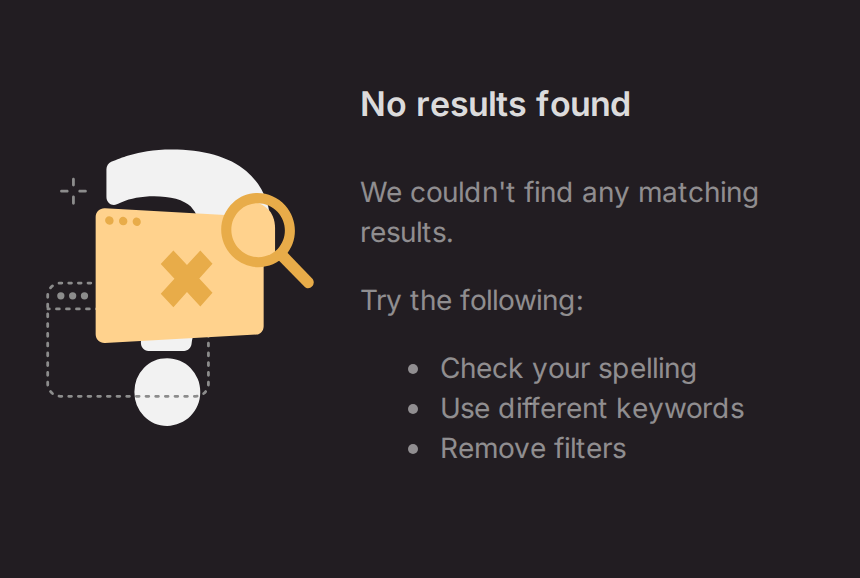 No results found
We couldn't find any matching
results.
Try the following:
Check your spelling
Use different keywords
Remove filters